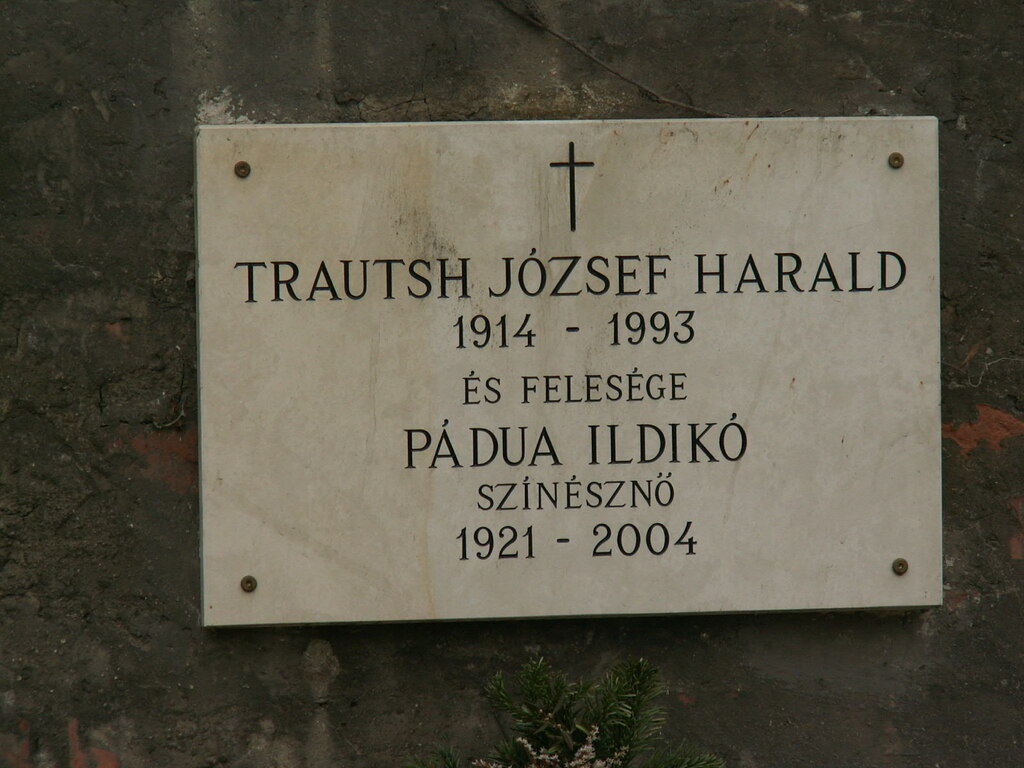 TRAUTSH JÓZSEF HARALD
1914 - 1993
ÉS FELESÉGE
PÁDUA ILDIKÓ
SZÍNÉSZNŐ
1921 - 2004